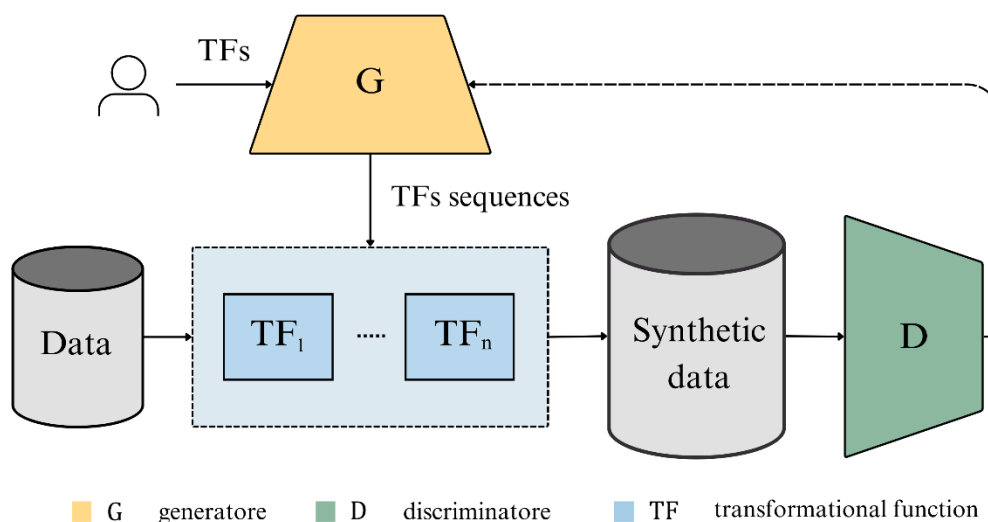 TFs
G
TFs sequences
Data
TF1
.....
TFn
Synthetic
data
D
G generatore D discriminatore TF transformational function